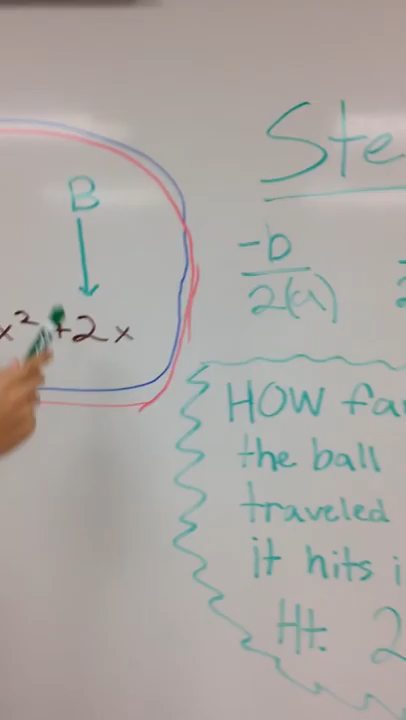 B
x² +2x
Ste
-b
2(a)
HOW fa
the ball
traveled
it hits i
Ht. 2